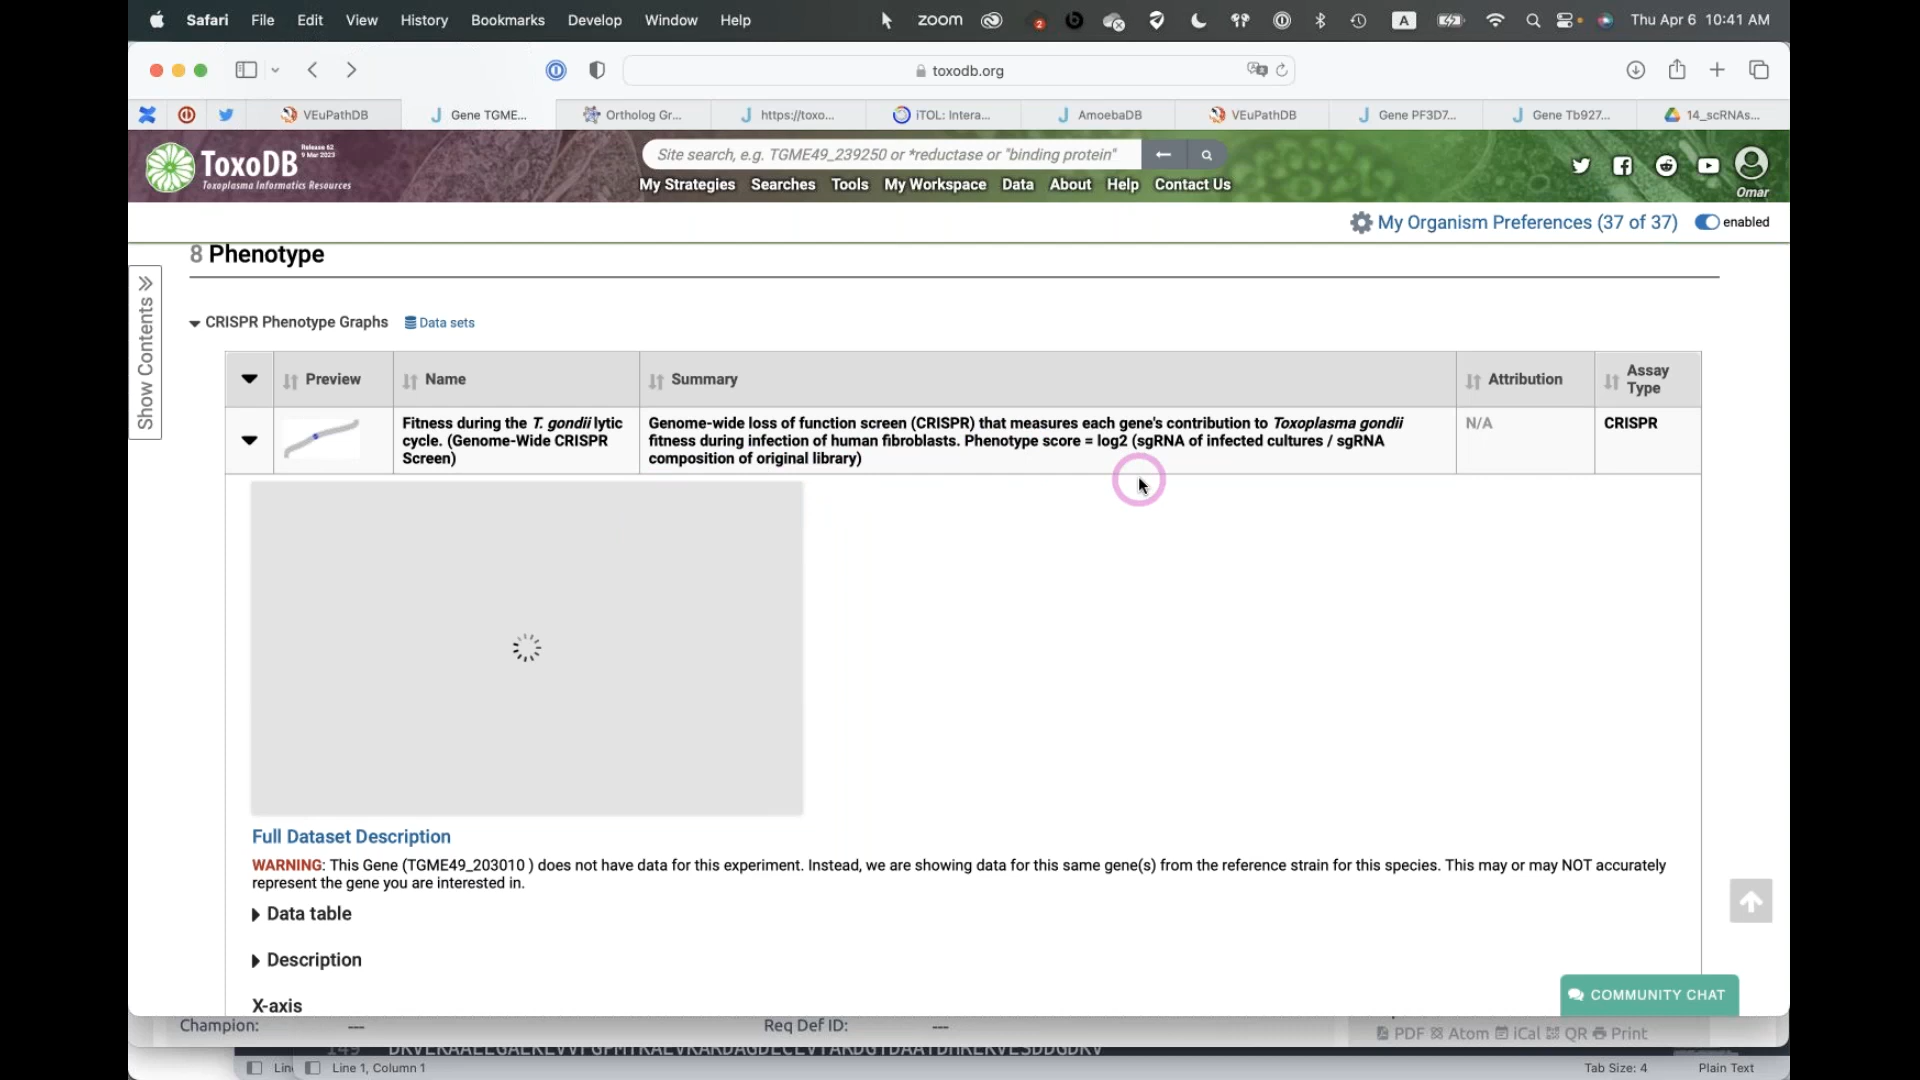 Safari File Edit View History Bookmarks Develop Window Help zoom 2 A Thu Apr 6 10:41 AM
toxodb.org
VEuPathDB Gene TGME... Ortholog Gr... https://toxo... iTOL: Intera... AmoebaDB VEuPathDB Gene PF3D7... Gene Tb927... 14_scRNAs...
ToxoDB Release 62
9 Mar 2023
Toxoplasma Informatics Resources
Site search, e.g. TGME49_239250 or *reductase or "binding protein"
My Strategies Searches Tools My Workspace Data About Help Contact Us
Omar
My Organism Preferences (37 of 37) enabled
8 Phenotype
Show Contents
CRISPR Phenotype Graphs Data sets
Preview Name Summary Attribution Assay Type
Fitness during the T. gondii lytic
cycle. (Genome-Wide CRISPR
Screen)
Genome-wide loss of function screen (CRISPR) that measures each gene's contribution to Toxoplasma gondii
fitness during infection of human fibroblasts. Phenotype score = log2 (sgRNA of infected cultures / sgRNA
composition of original library)
N/A
CRISPR
Full Dataset Description
WARNING: This Gene (TGME49_203010 ) does not have data for this experiment. Instead, we are showing data for this same gene(s) from the reference strain for this species. This may or may NOT accurately
represent the gene you are interested in.
Data table
Description
X-axis
COMMUNITY CHAT
Champion: --- Req Def ID: ---
PDF Atom iCal QR Print
Line 1, Column 1 Tab Size: 4 Plain Text